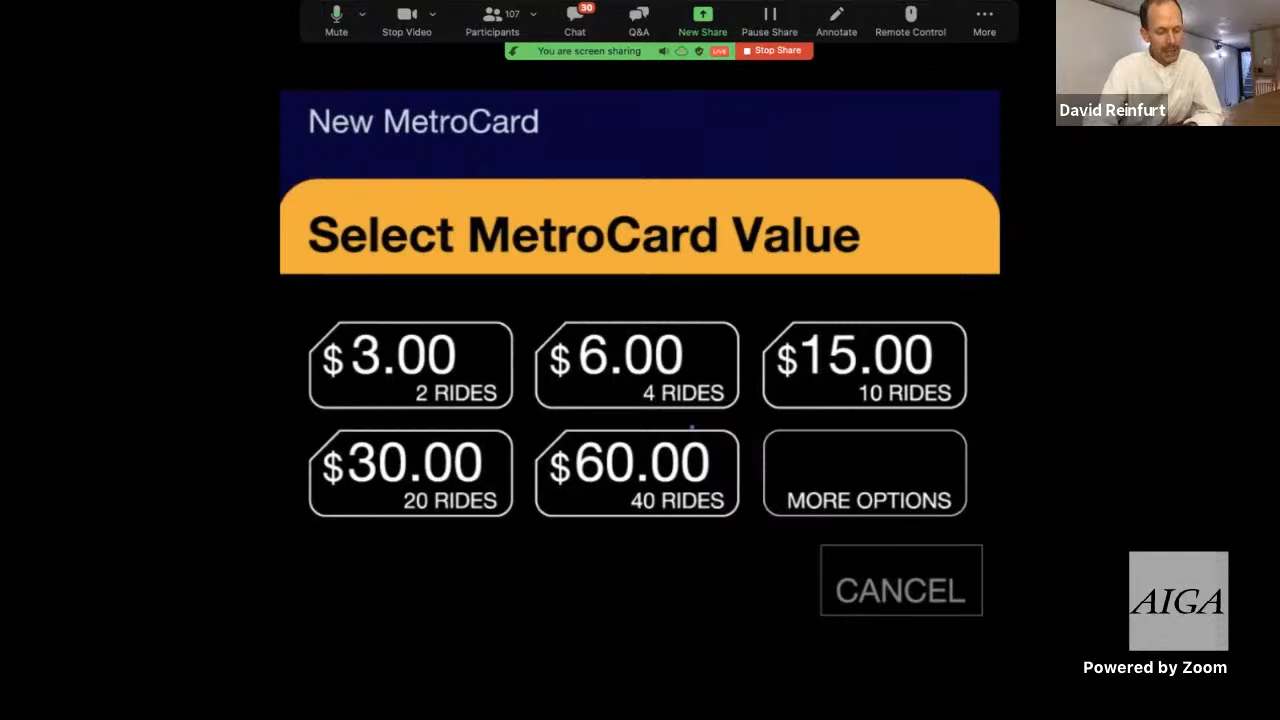 Mute
Stop Video
107
Participants
30
Chat
Q&A
New Share
Pause Share
Annotate
Remote Control
More
You are screen sharing
LIVE
Stop Share
David Reinfurt
New MetroCard
Select MetroCard Value
$3.00
2 RIDES
$6.00
4 RIDES
$15.00
10 RIDES
$30.00
20 RIDES
$60.00
40 RIDES
MORE OPTIONS
CANCEL
AIGA
Powered by Zoom